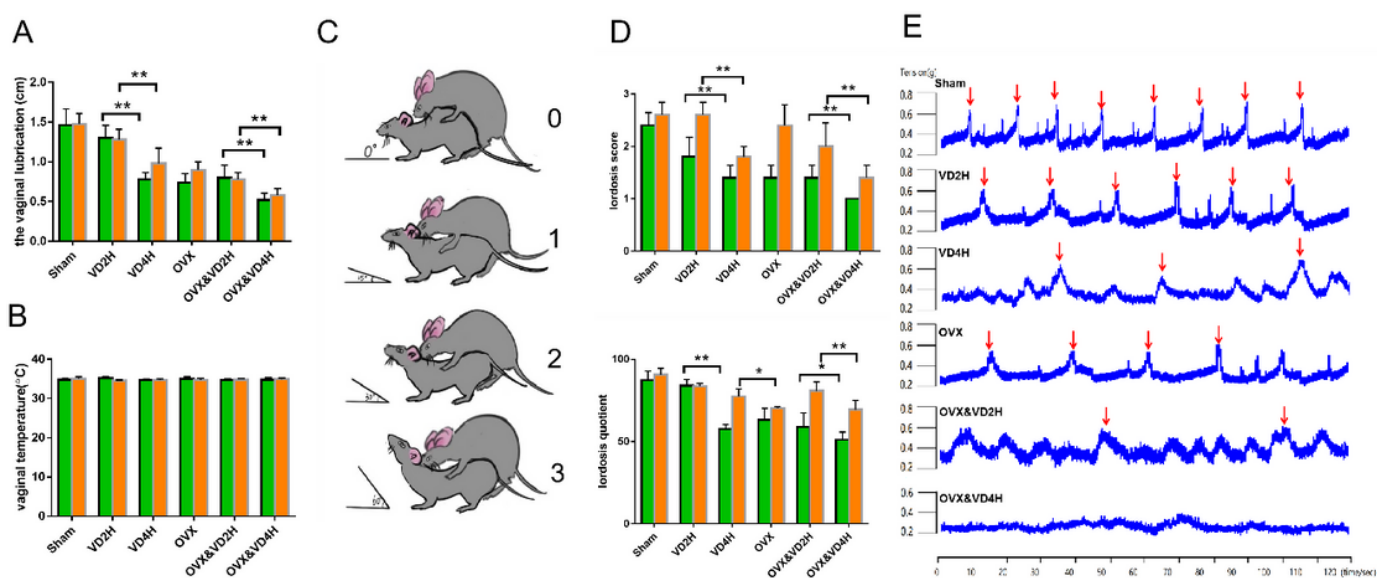 A
the vaginal lubrication (cm)
2.0
1.5
1.0
0.5
0.0
**
**
**
**
Sham
VD2H
VD4H
OVX
OVX&VD2H
OVX&VD4H
B
vaginal temperature(°C)
40
30
20
10
0
Sham
VD2H
VD4H
OVX
OVX&VD2H
OVX&VD4H
C
0
0°
1
2
3
D
lordosis score
3
2
1
0
**
**
**
**
Sham
VD2H
VD4H
OVX
OVX&VD2H
OVX&VD4H
lordosis quotient
100
50
0
**
*
**
*
Sham
VD2H
VD4H
OVX
OVX&VD2H
OVX&VD4H
E
Tension(g)
Sham
0.8
0.6
0.4
0.2
VD2H
0.8
0.6
0.4
0.2
VD4H
0.8
0.6
0.4
0.2
OVX
0.8
0.6
0.4
0.2
OVX&VD2H
0.8
0.6
0.4
0.2
OVX&VD4H
0.6
0.4
0.2
0 10 20 30 40 50 60 70 80 90 100 110 120 (time/sec)